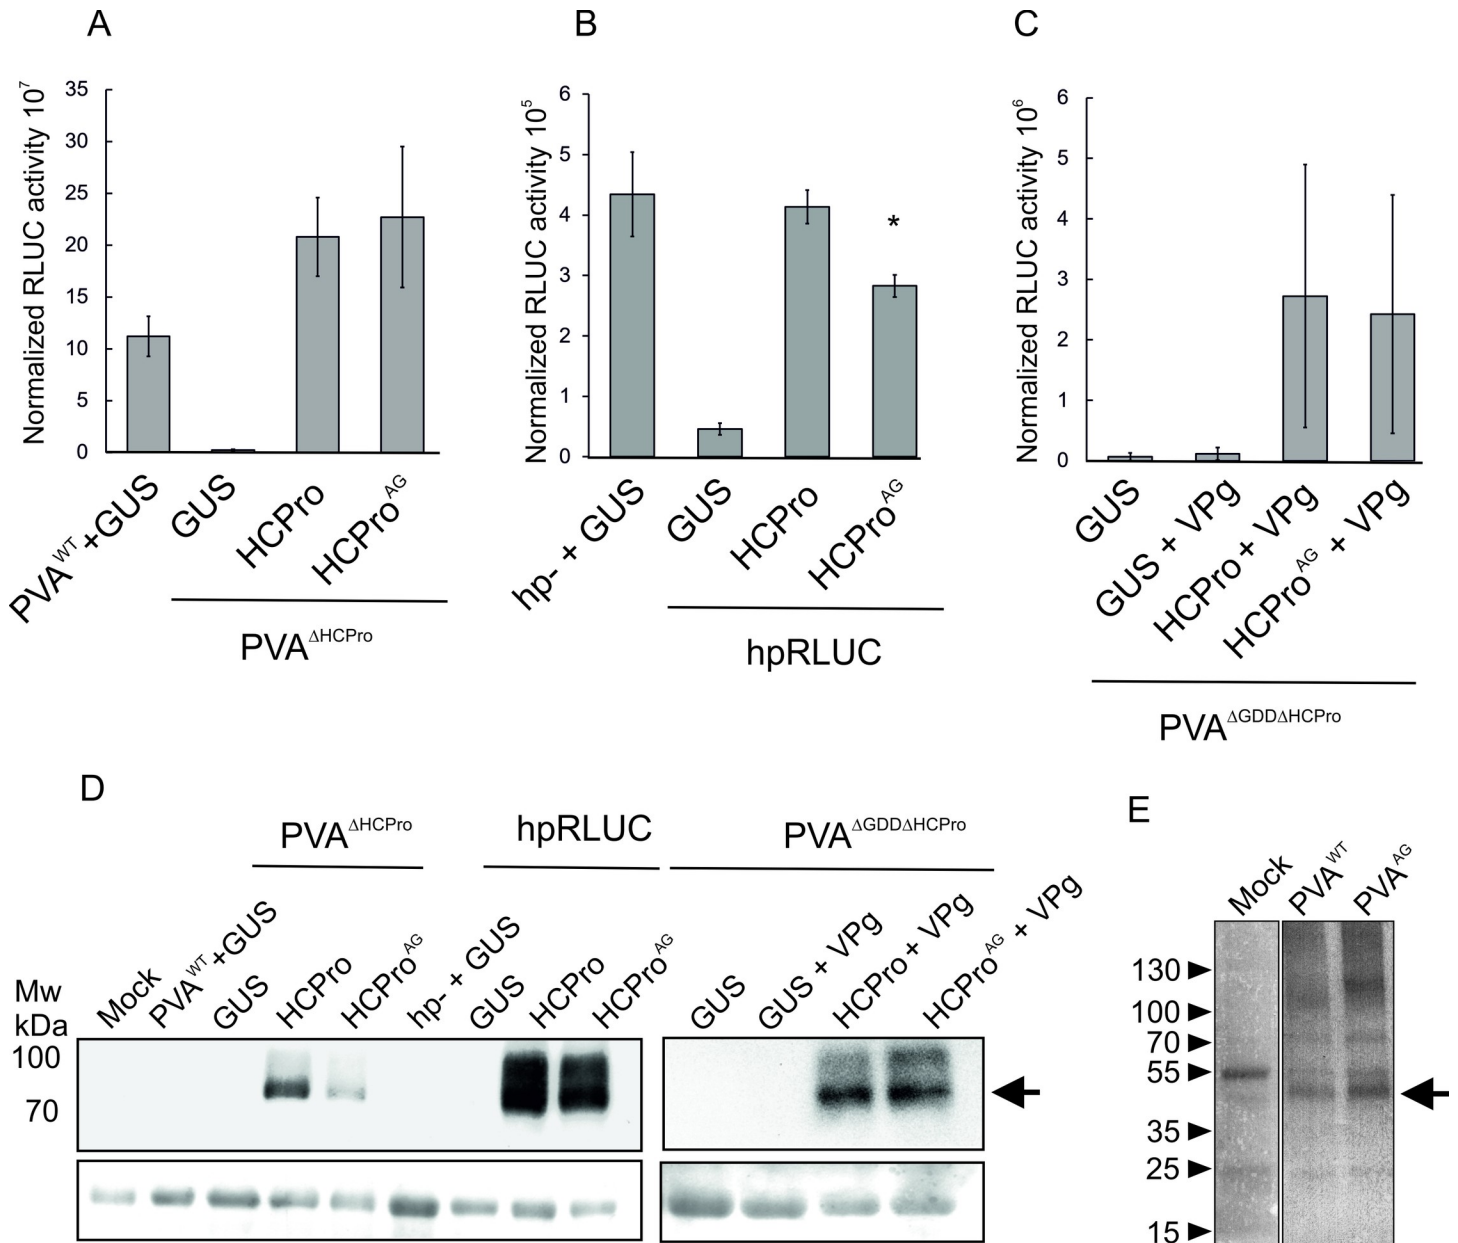 A
Normalized RLUC activity 10⁷
35
30
25
20
15
10
5
0
PVA^WT +GUS
GUS
HCPro
HCPro^AG
PVA^ΔHCPro
B
Normalized RLUC activity 10⁵
6
5
4
3
2
1
0
*
hp- + GUS
GUS
HCPro
HCPro^AG
hpRLUC
C
Normalized RLUC activity 10⁶
6
5
4
3
2
1
0
GUS
GUS + VPg
HCPro + VPg
HCPro^AG + VPg
PVA^ΔGDDΔHCPro
D
PVA^ΔHCPro
hpRLUC
PVA^ΔGDDΔHCPro
Mock
PVA^WT +GUS
GUS
HCPro
HCPro^AG
hp- + GUS
GUS
HCPro
HCPro^AG
GUS
GUS + VPg
HCPro + VPg
HCPro^AG + VPg
Mw
kDa
100
70
E
Mock
PVA^WT
PVA^AG
130
100
70
55
35
25
15